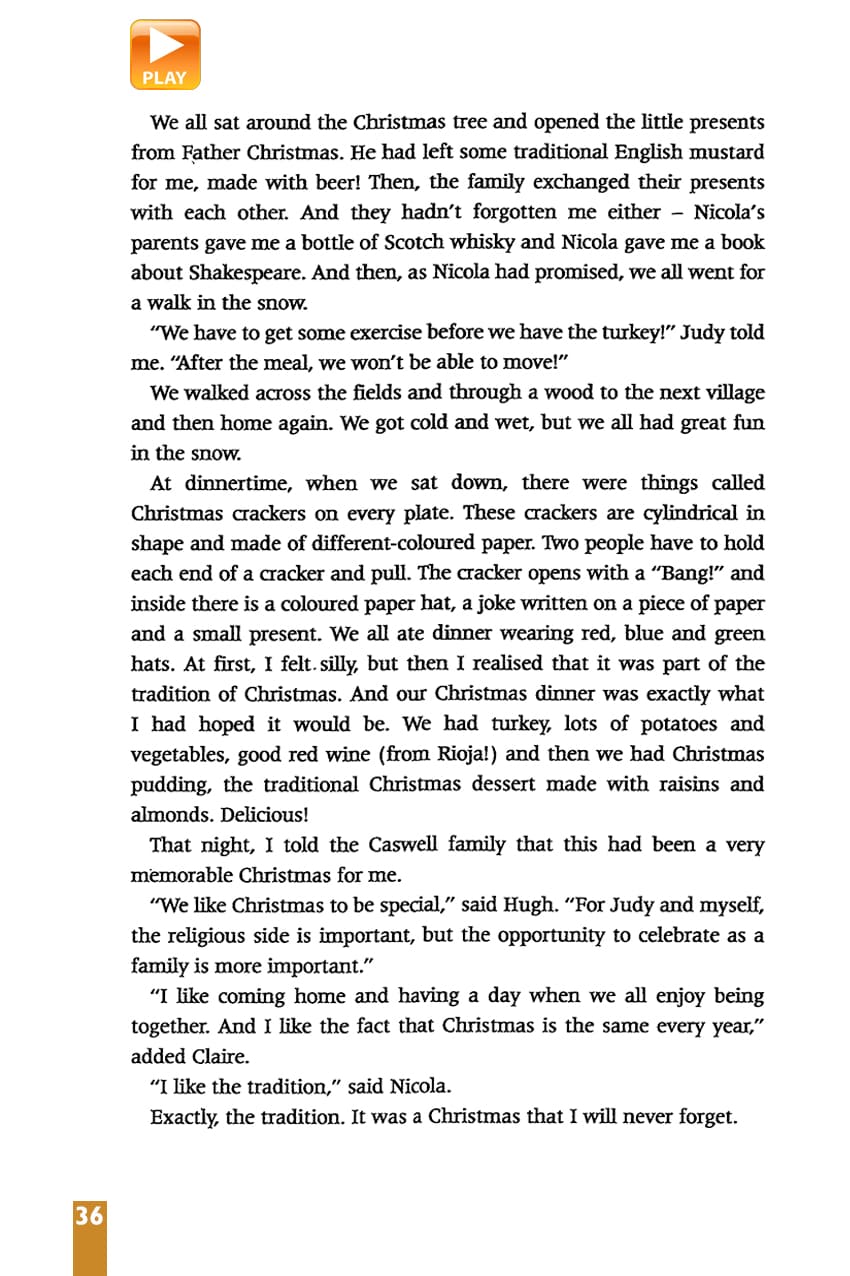 PLAY
We all sat around the Christmas tree and opened the little presents
from Father Christmas. He had left some traditional English mustard
for me, made with beer! Then, the family exchanged their presents
with each other. And they hadn't forgotten me either – Nicola's
parents gave me a bottle of Scotch whisky and Nicola gave me a book
about Shakespeare. And then, as Nicola had promised, we all went for
a walk in the snow.
"We have to get some exercise before we have the turkey!" Judy told
me. "After the meal, we won't be able to move!"
We walked across the fields and through a wood to the next village
and then home again. We got cold and wet, but we all had great fun
in the snow.
At dinnertime, when we sat down, there were things called
Christmas crackers on every plate. These crackers are cylindrical in
shape and made of different-coloured paper. Two people have to hold
each end of a cracker and pull. The cracker opens with a "Bang!" and
inside there is a coloured paper hat, a joke written on a piece of paper
and a small present. We all ate dinner wearing red, blue and green
hats. At first, I felt silly, but then I realised that it was part of the
tradition of Christmas. And our Christmas dinner was exactly what
I had hoped it would be. We had turkey, lots of potatoes and
vegetables, good red wine (from Rioja!) and then we had Christmas
pudding, the traditional Christmas dessert made with raisins and
almonds. Delicious!
That night, I told the Caswell family that this had been a very
memorable Christmas for me.
"We like Christmas to be special," said Hugh. "For Judy and myself,
the religious side is important, but the opportunity to celebrate as a
family is more important."
"I like coming home and having a day when we all enjoy being
together. And I like the fact that Christmas is the same every year,"
added Claire.
"I like the tradition," said Nicola.
Exactly, the tradition. It was a Christmas that I will never forget.
36